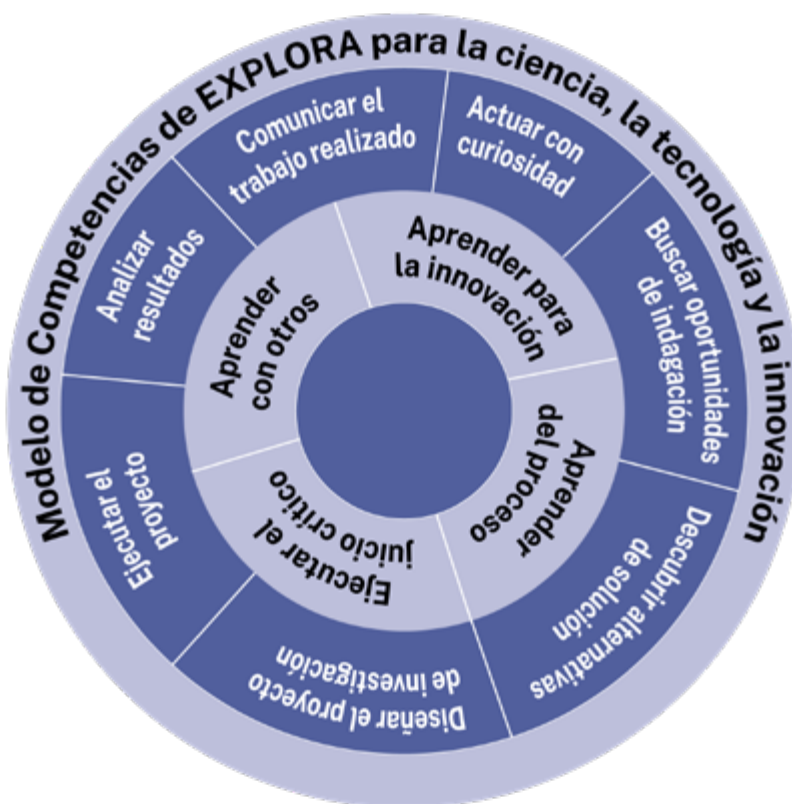 Modelo de Competencias de EXPLORA para la ciencia, la tecnología y la innovación
Actuar con
curiosidad
Buscar oportunidades
de indagación
Descubrir alternativas
de solución
Diseñar el proyecto
de investigación
Ejecutar el
proyecto
Analizar
resultados
Comunicar el
trabajo realizado
Aprender para
la innovación
Aprender
del proceso
Ejecutar el
juicio crítico
Aprender
con otros